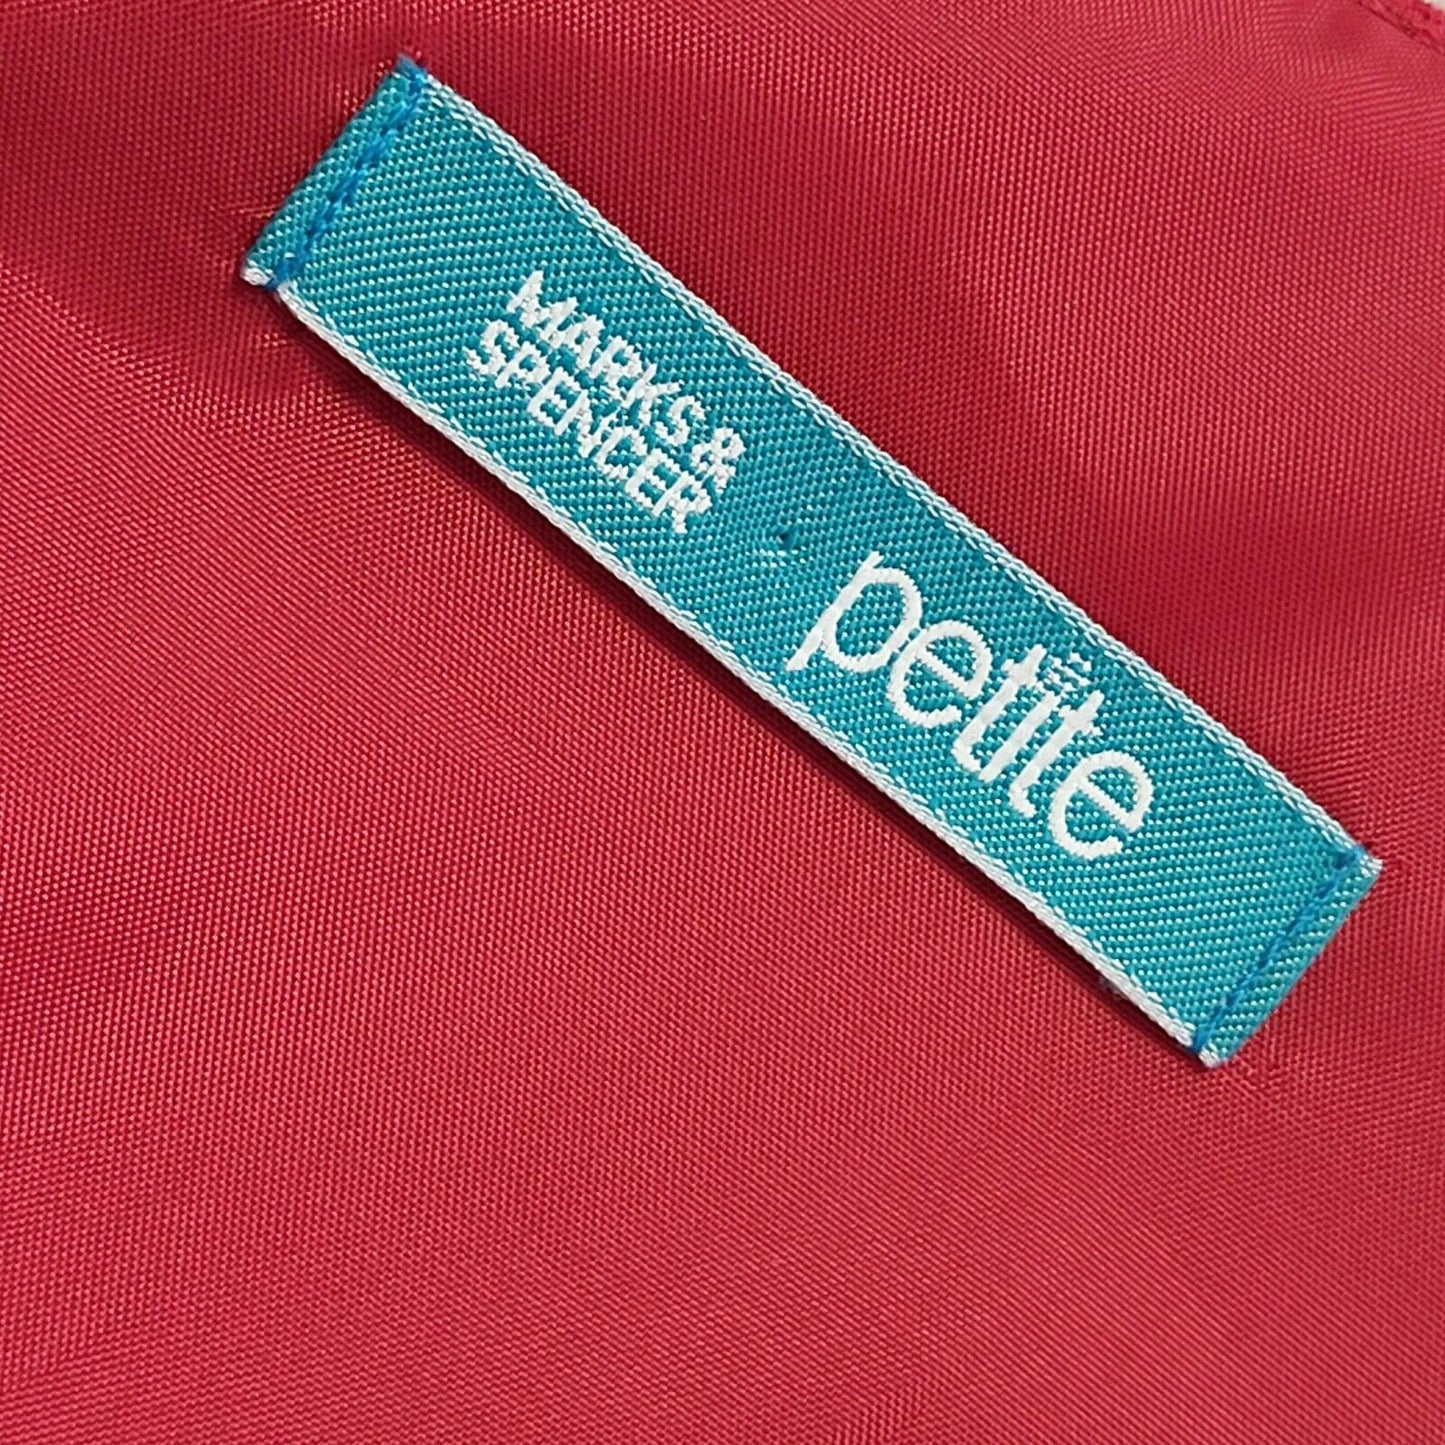 MARKS &
SPENCER
petite